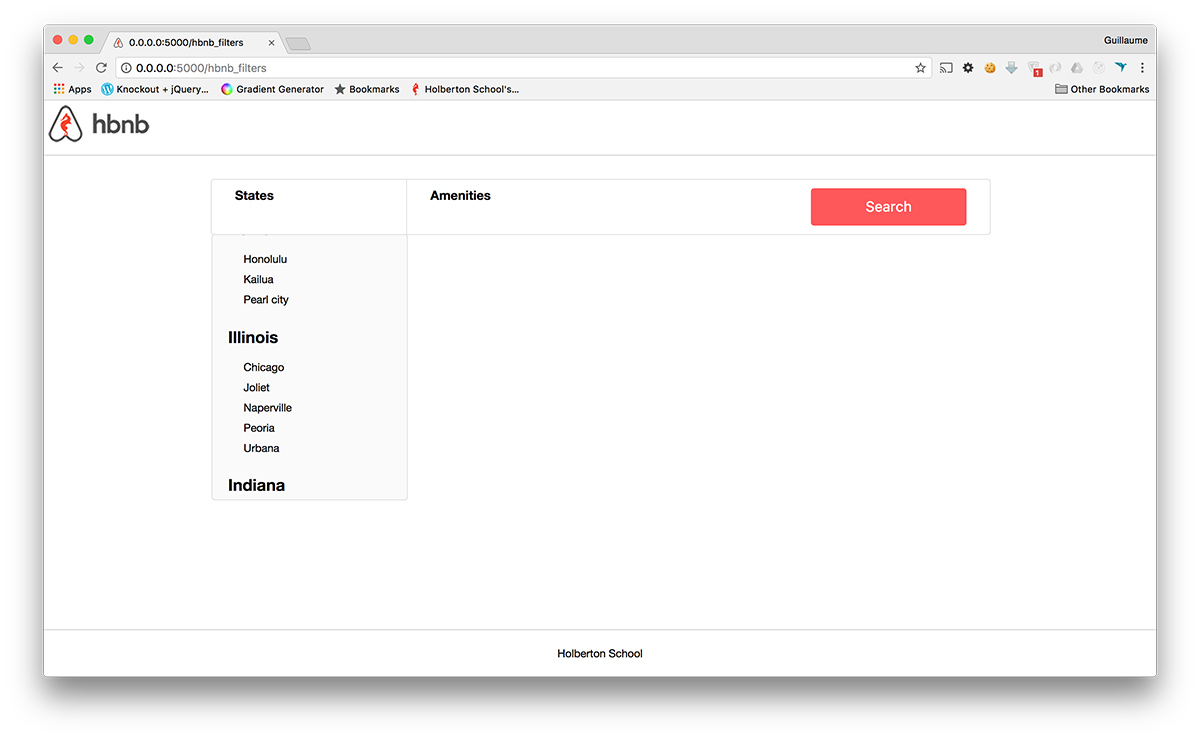 Guillaume
0.0.0.0:5000/hbnb_filters
0.0.0.0:5000/hbnb_filters
1
Apps Knockout + jQuery... Gradient Generator Bookmarks Holberton School's... Other Bookmarks
hbnb
States Amenities Search
Honolulu
Kailua
Pearl city
Illinois
Chicago
Joliet
Naperville
Peoria
Urbana
Indiana
Holberton School